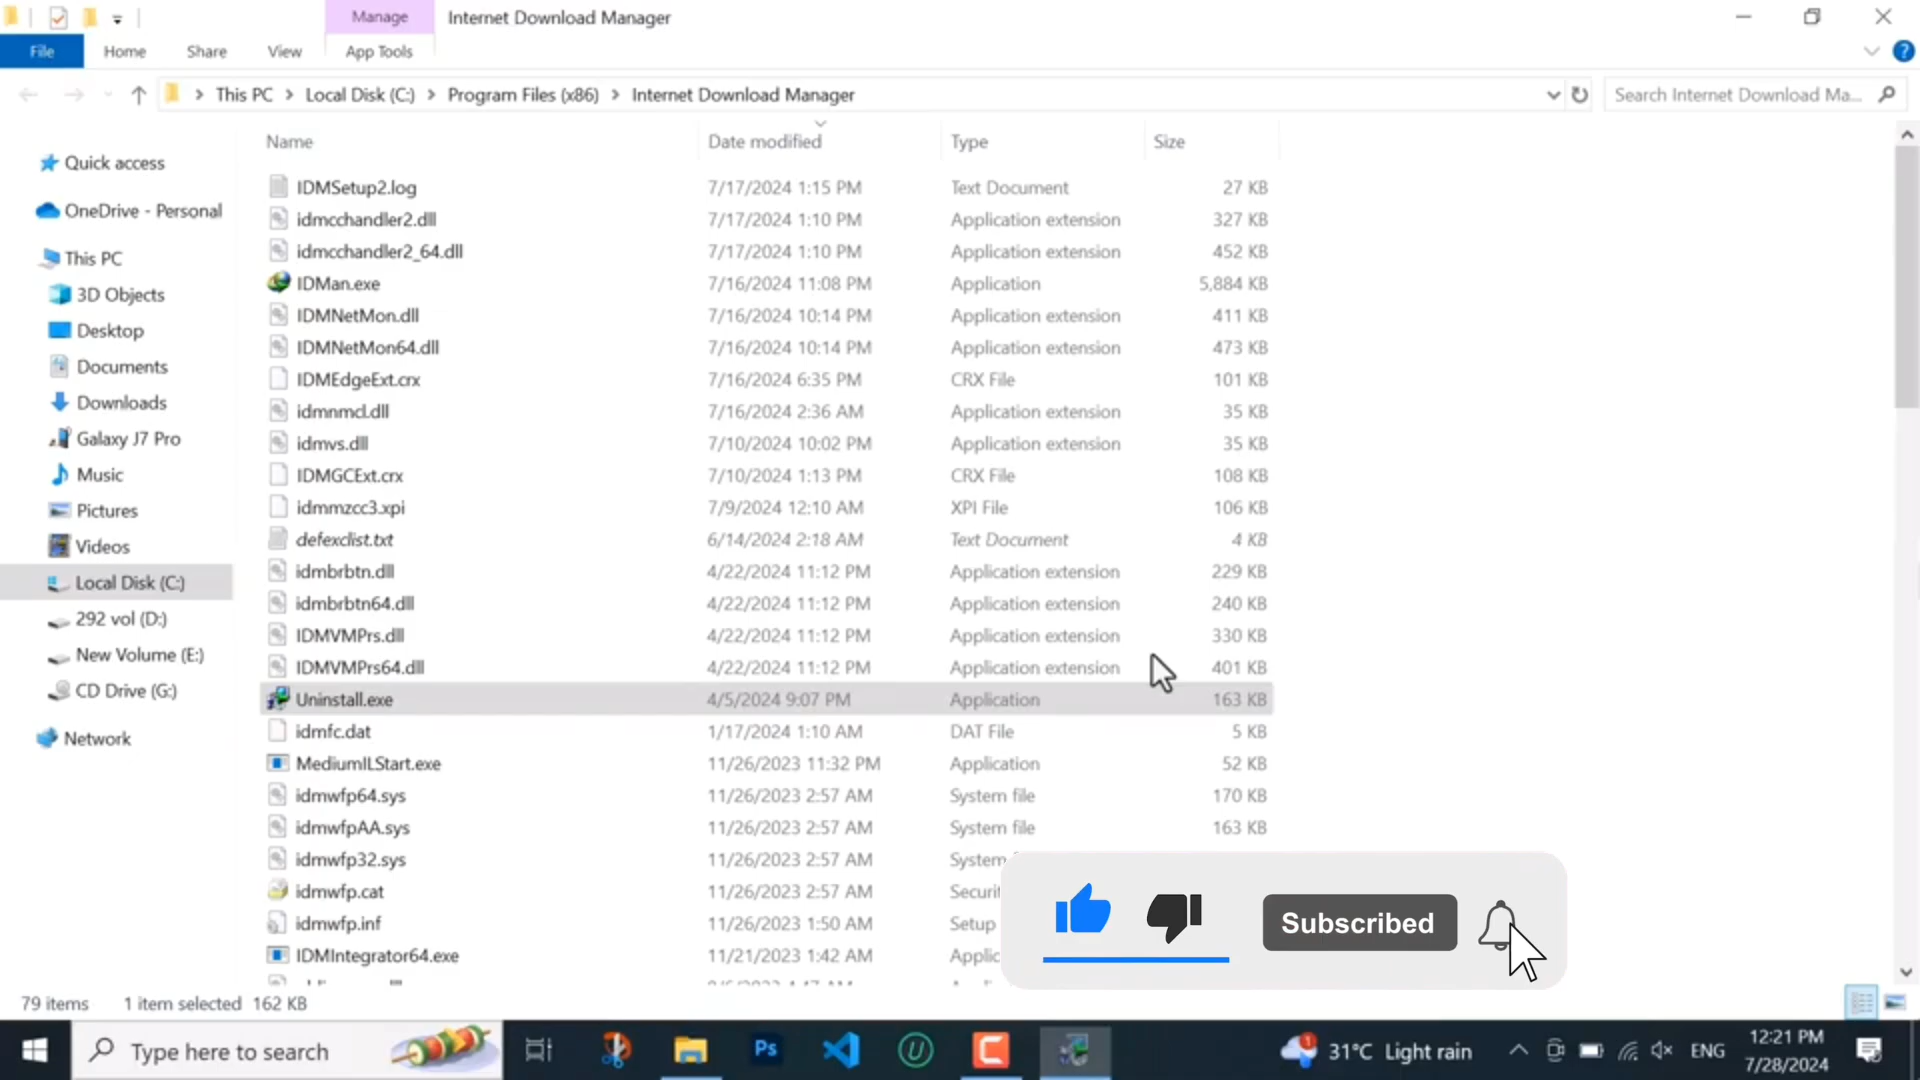 Manage
Internet Download Manager
File
Home
Share
View
App Tools
This PC > Local Disk (C:) > Program Files (x86) > Internet Download Manager
Search Internet Download Ma...
Quick access
OneDrive - Personal
This PC
3D Objects
Desktop
Documents
Downloads
Galaxy J7 Pro
Music
Pictures
Videos
Local Disk (C:)
292 vol (D:)
New Volume (E:)
CD Drive (G:)
Network
Name Date modified Type Size
IDMSetup2.log 7/17/2024 1:15 PM Text Document 27 KB
idmcchandler2.dll 7/17/2024 1:10 PM Application extension 327 KB
idmcchandler2_64.dll 7/17/2024 1:10 PM Application extension 452 KB
IDMan.exe 7/16/2024 11:08 PM Application 5,884 KB
IDMNetMon.dll 7/16/2024 10:14 PM Application extension 411 KB
IDMNetMon64.dll 7/16/2024 10:14 PM Application extension 473 KB
IDMEdgeExt.crx 7/16/2024 6:35 PM CRX File 101 KB
idmnmcl.dll 7/16/2024 2:36 AM Application extension 35 KB
idmvs.dll 7/10/2024 10:02 PM Application extension 35 KB
IDMGCExt.crx 7/10/2024 1:13 PM CRX File 108 KB
idmmzcc3.xpi 7/9/2024 12:10 AM XPI File 106 KB
defexclist.txt 6/14/2024 2:18 AM Text Document 4 KB
idmbrbtn.dll 4/22/2024 11:12 PM Application extension 229 KB
idmbrbtn64.dll 4/22/2024 11:12 PM Application extension 240 KB
IDMVMPrs.dll 4/22/2024 11:12 PM Application extension 330 KB
IDMVMPrs64.dll 4/22/2024 11:12 PM Application extension 401 KB
Uninstall.exe 4/5/2024 9:07 PM Application 163 KB
idmfc.dat 1/17/2024 1:10 AM DAT File 5 KB
MediumILStart.exe 11/26/2023 11:32 PM Application 52 KB
idmwfp64.sys 11/26/2023 2:57 AM System file 170 KB
idmwfpAA.sys 11/26/2023 2:57 AM System file 163 KB
idmwfp32.sys 11/26/2023 2:57 AM System
idmwfp.cat 11/26/2023 2:57 AM Securit
idmwfp.inf 11/26/2023 1:50 AM Setup
IDMIntegrator64.exe 11/21/2023 1:42 AM Applic
Subscribed
79 items 1 item selected 162 KB
Type here to search
Ps
31°C Light rain
ENG
12:21 PM
7/28/2024